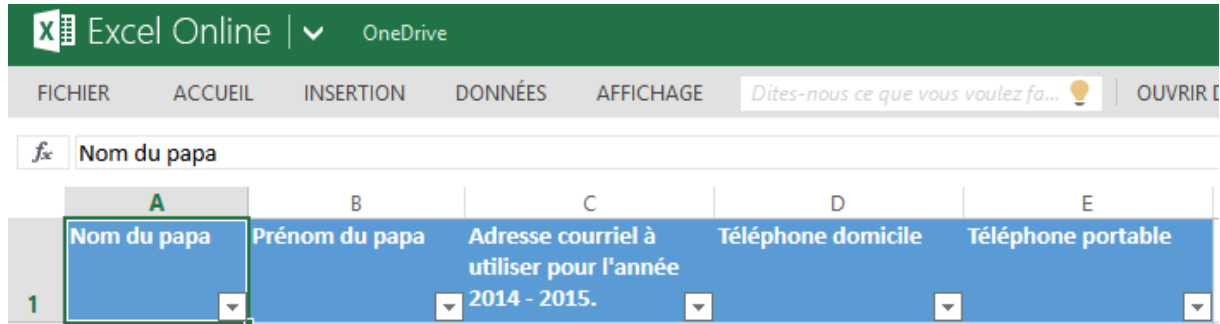 Excel Online OneDrive
FICHIER ACCUEIL INSERTION DONNÉES AFFICHAGE Dites-nous ce que vous voulez fa... OUVRIR D
fx Nom du papa
A B C D E
Nom du papa Prénom du papa Adresse courriel à Téléphone domicile Téléphone portable
utiliser pour l'année
1 2014 - 2015.